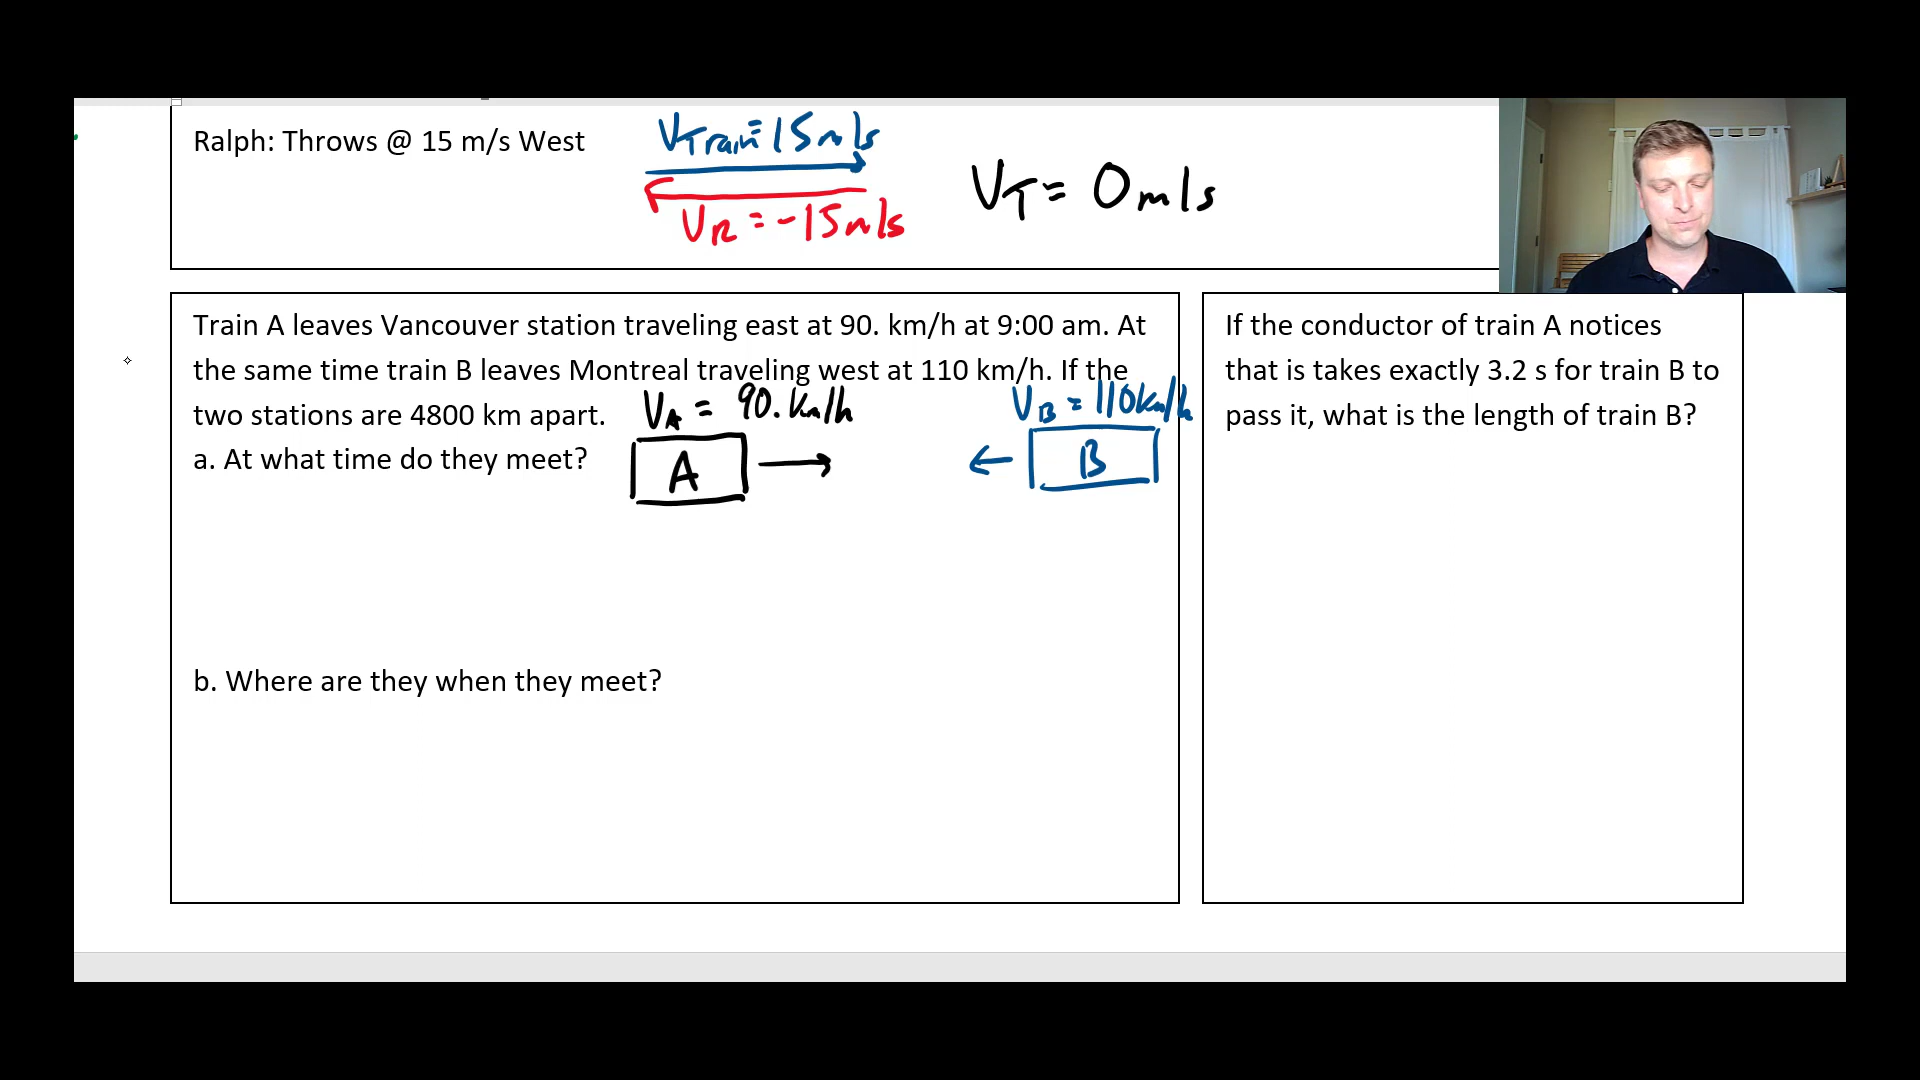 Ralph: Throws @ 15 m/s West
VTrain = 15 m/s
VR = -15 m/s
VT = 0 m/s
Train A leaves Vancouver station traveling east at 90. km/h at 9:00 am. At
the same time train B leaves Montreal traveling west at 110 km/h. If the
two stations are 4800 km apart.
VA = 90. km/h
VB = 110 km/h
a. At what time do they meet?
A
B
b. Where are they when they meet?
If the conductor of train A notices
that is takes exactly 3.2 s for train B to
pass it, what is the length of train B?